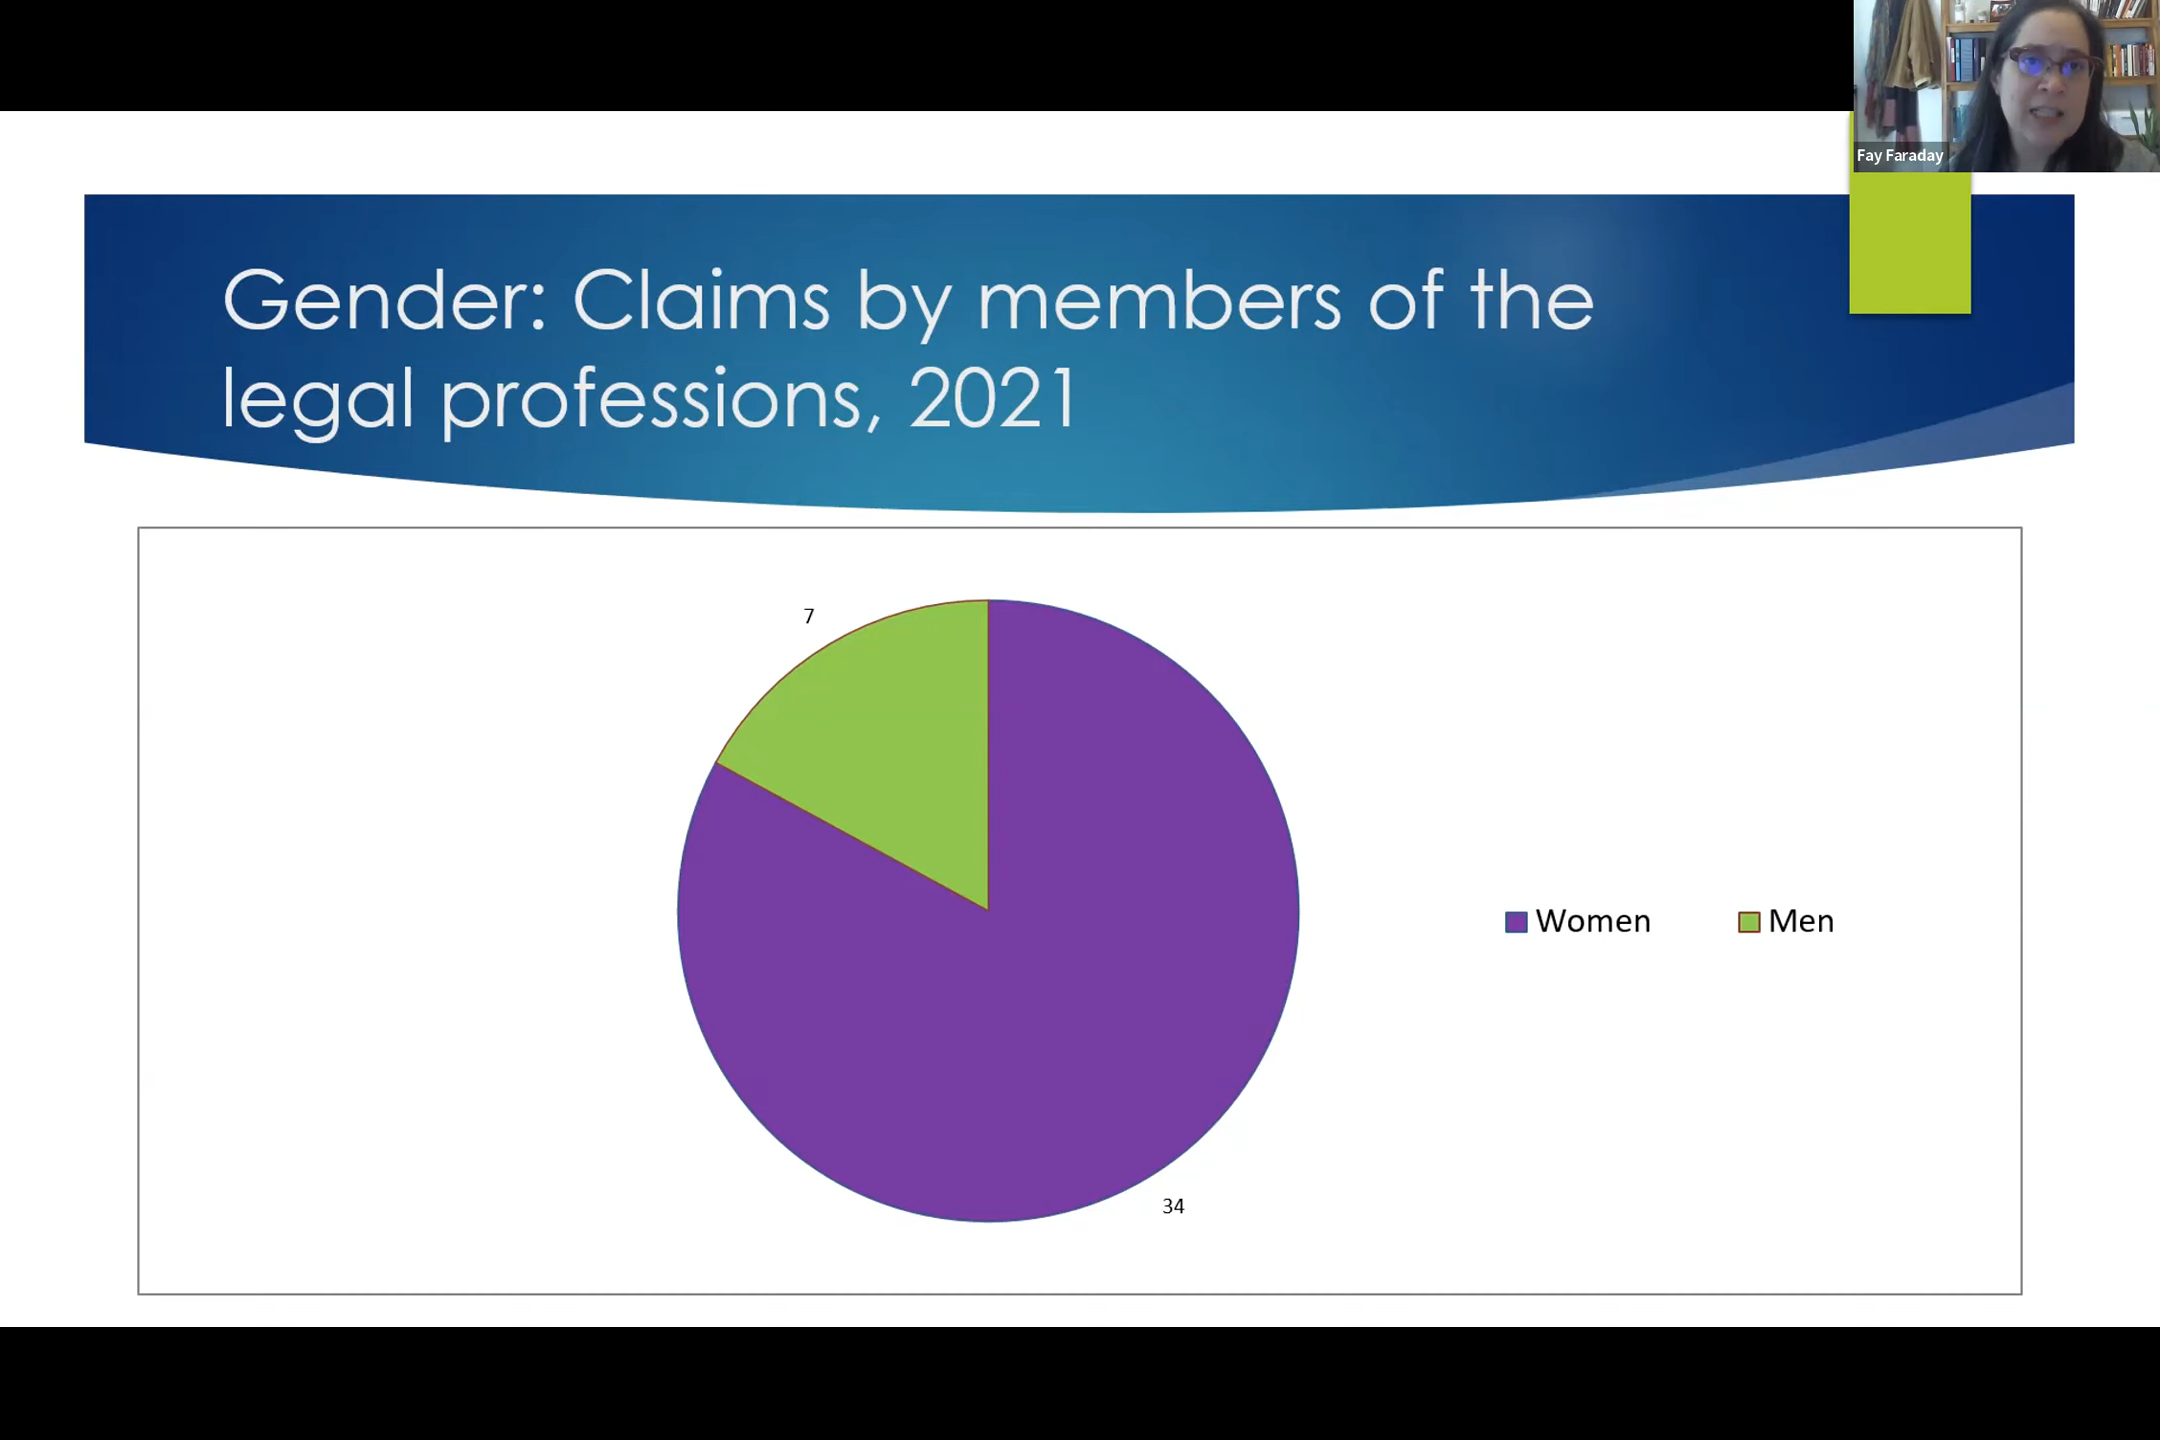 Fay Faraday
Gender: Claims by members of the
legal professions, 2021
7
34
Women
Men